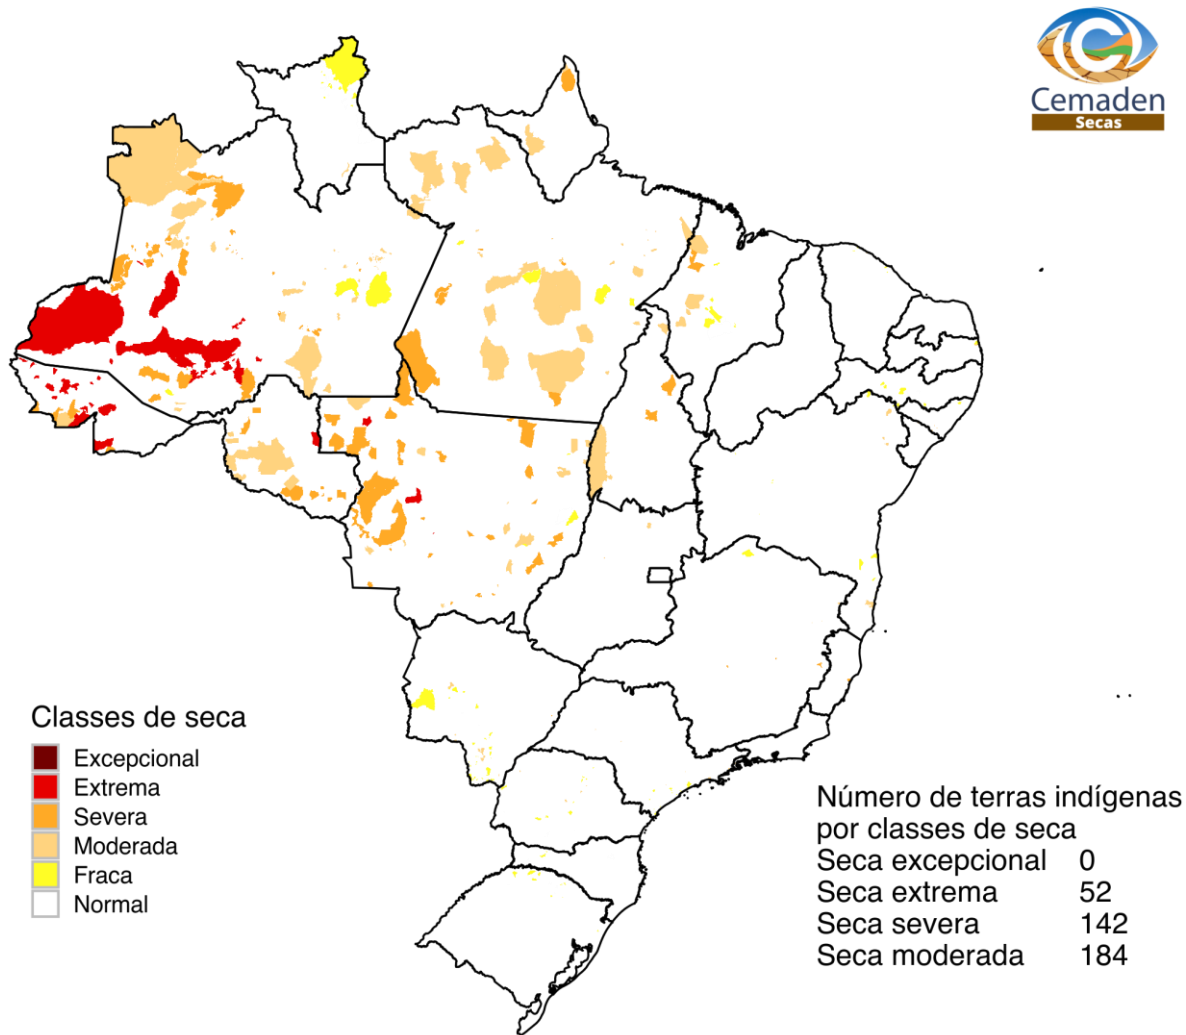 Cemaden
Secas
Classes de seca
Excepcional
Extrema
Severa
Moderada
Fraca
Normal
Número de terras indígenas
por classes de seca
Seca excepcional 0
Seca extrema 52
Seca severa 142
Seca moderada 184